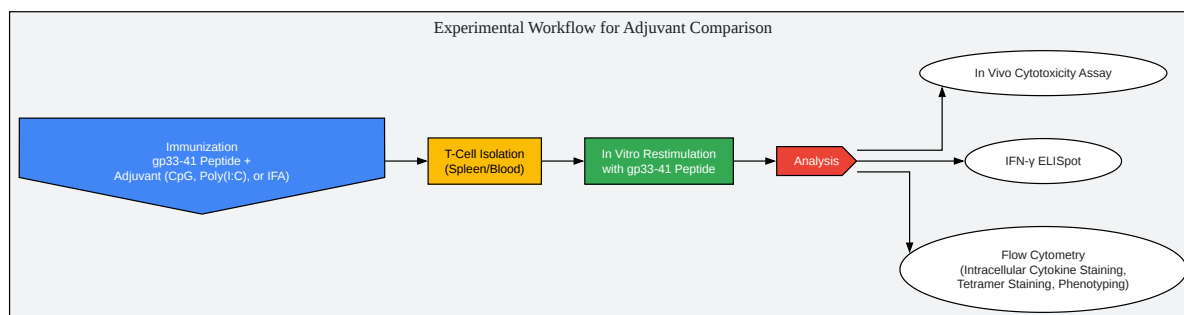 Experimental Workflow for Adjuvant Comparison
Immunization
gp33-41 Peptide +
Adjuvant (CpG, Poly(I:C), or IFA)
T-Cell Isolation
(Spleen/Blood)
In Vitro Restimulation
with gp33-41 Peptide
Analysis
In Vivo Cytotoxicity Assay
IFN-γ ELISpot
Flow Cytometry
(Intracellular Cytokine Staining,
Tetramer Staining, Phenotyping)